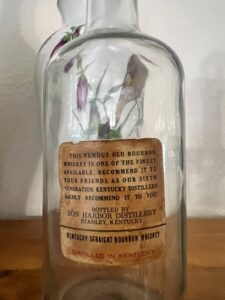 THIS FAMOUS OLD BOURBON
WHISKEY IS ONE OF THE FINEST
AVAILABLE. RECOMMEND IT TO
YOUR FRIENDS AS OUR SIXTH
GENERATION KENTUCKY DISTILLERS
HIGHLY RECOMMEND IT TO YOU.
BOTTLED BY
BON HARBOR DISTILLERY
STANLEY, KENTUCKY
KENTUCKY STRAIGHT BOURBON WHISKEY
DISTILLED IN KENTUCKY